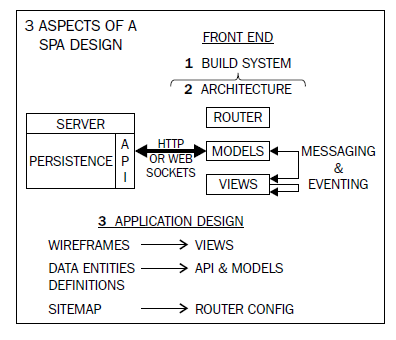 3 ASPECTS OF A
SPA DESIGN
FRONT END
1 BUILD SYSTEM
2 ARCHITECTURE
SERVER
PERSISTENCE
A
P
I
HTTP
OR WEB
SOCKETS
ROUTER
MODELS
VIEWS
MESSAGING
&
EVENTING
3 APPLICATION DESIGN
WIREFRAMES VIEWS
DATA ENTITIES API & MODELS
DEFINITIONS
SITEMAP ROUTER CONFIG